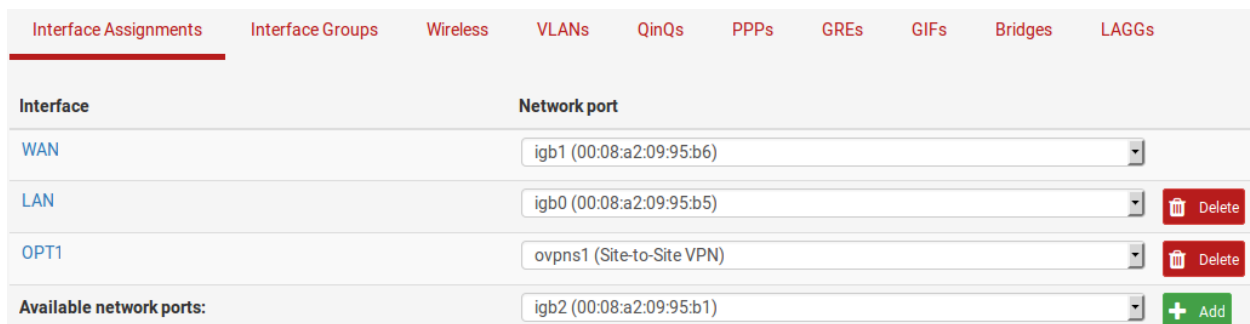 Interface Assignments Interface Groups Wireless VLANs QinQs PPPs GREs GIFs Bridges LAGGs
Interface Network port
WAN igb1 (00:08:a2:09:95:b6)
LAN igb0 (00:08:a2:09:95:b5) Delete
OPT1 ovpns1 (Site-to-Site VPN) Delete
Available network ports: igb2 (00:08:a2:09:95:b1) Add